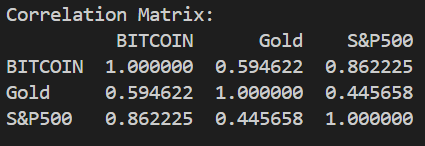 Correlation Matrix:
BITCOIN Gold S&P500
BITCOIN 1.000000 0.594622 0.862225
Gold 0.594622 1.000000 0.445658
S&P500 0.862225 0.445658 1.000000